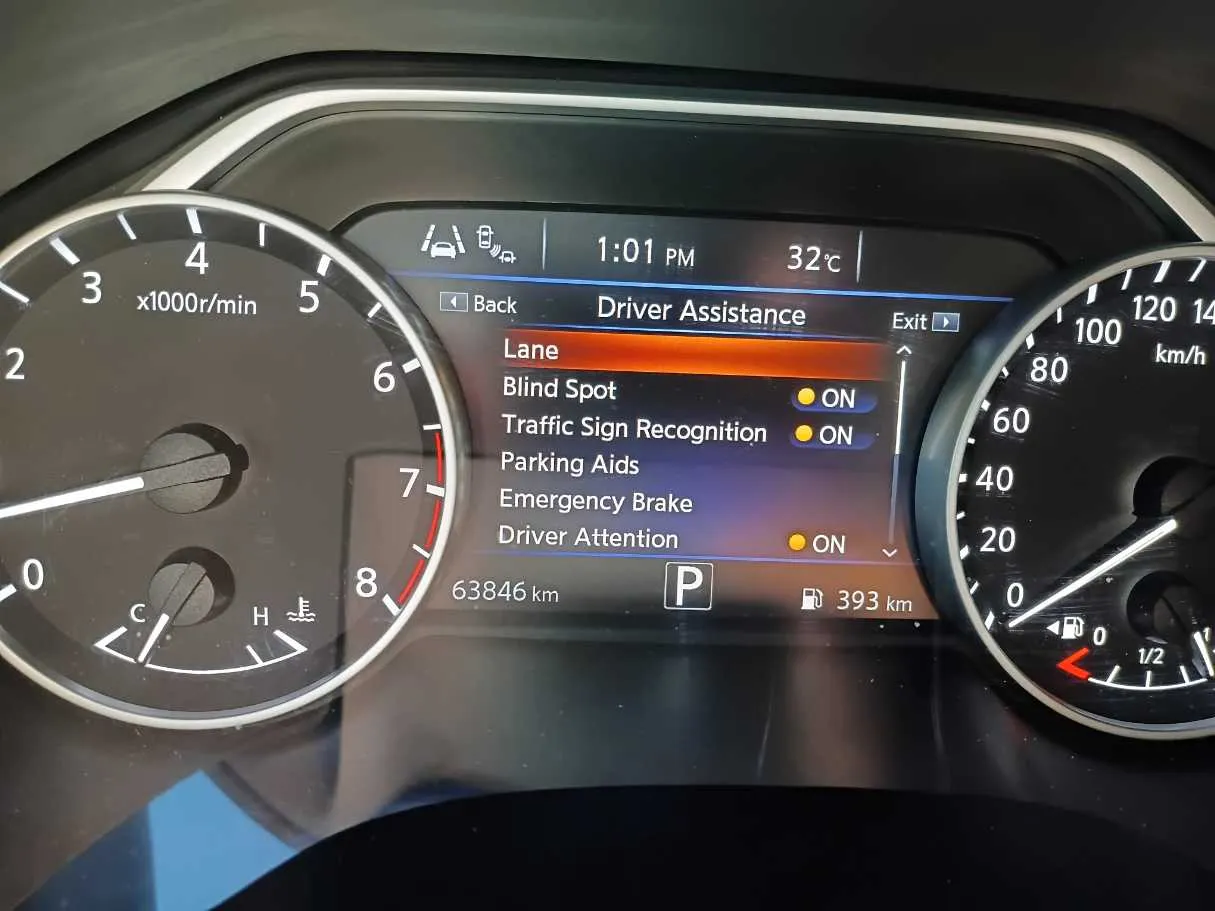 1:01 PM 32°C
Back Driver Assistance Exit
Lane
Blind Spot ON
Traffic Sign Recognition ON
Parking Aids
Emergency Brake
Driver Attention ON
63846 km P 393 km
0 2 3 4 5 6 7 8
x1000r/min
C H
0 20 40 60 80 100 120
km/h
0 1/2